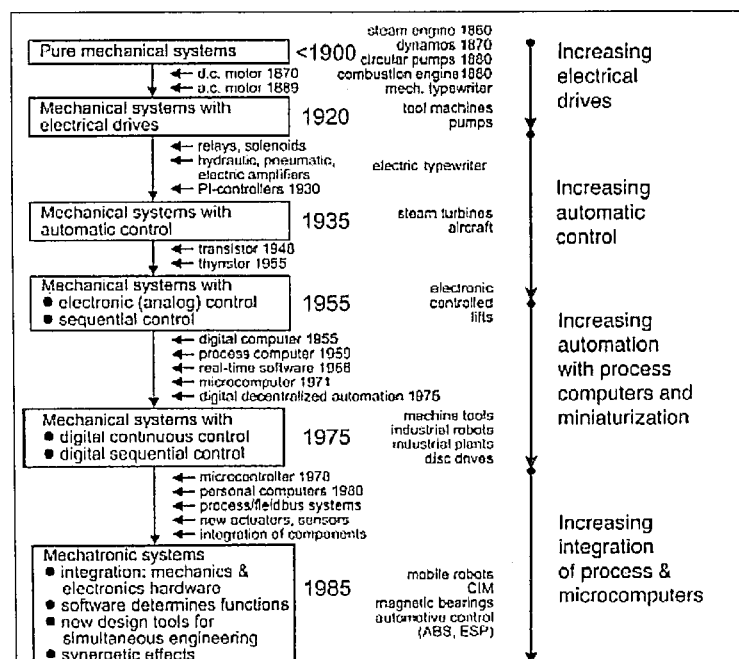 steam engine 1860
Pure mechanical systems <1900 dynamos 1870
circular pumps 1880
d.c. motor 1870 combustion engine 1880
a.c. motor 1889 mech. typewriter
Increasing
electrical
drives
Mechanical systems with
electrical drives
1920
tool machines
pumps
relays, solenoids
hydraulic, pneumatic,
electric amplifiers
PI-controllers 1930
electric typewriter
Increasing
automatic
control
Mechanical systems with
automatic control
1935
steam turbines
aircraft
transistor 1948
thyristor 1955
Mechanical systems with
● electronic (analog) control
● sequential control
1955
electronic
controlled
lifts
digital computer 1955
process computer 1959
real-time software 1966
microcomputer 1971
digital decentralized automation 1975
Increasing
automation
with process
computers and
miniaturization
Mechanical systems with
● digital continuous control
● digital sequential control
1975
machine tools
industrial robots
industrial plants
disc drives
microcontroller 1978
personal computers 1980
process/fieldbus systems
new actuators, sensors
integration of components
Increasing
integration
of process &
microcomputers
Mechatronic systems
● integration: mechanics &
electronics hardware
● software determines functions
● new design tools for
simultaneous engineering
● synergetic effects
1985
mobile robots
CIM
magnetic bearings
automotive control
(ABS, ESP)